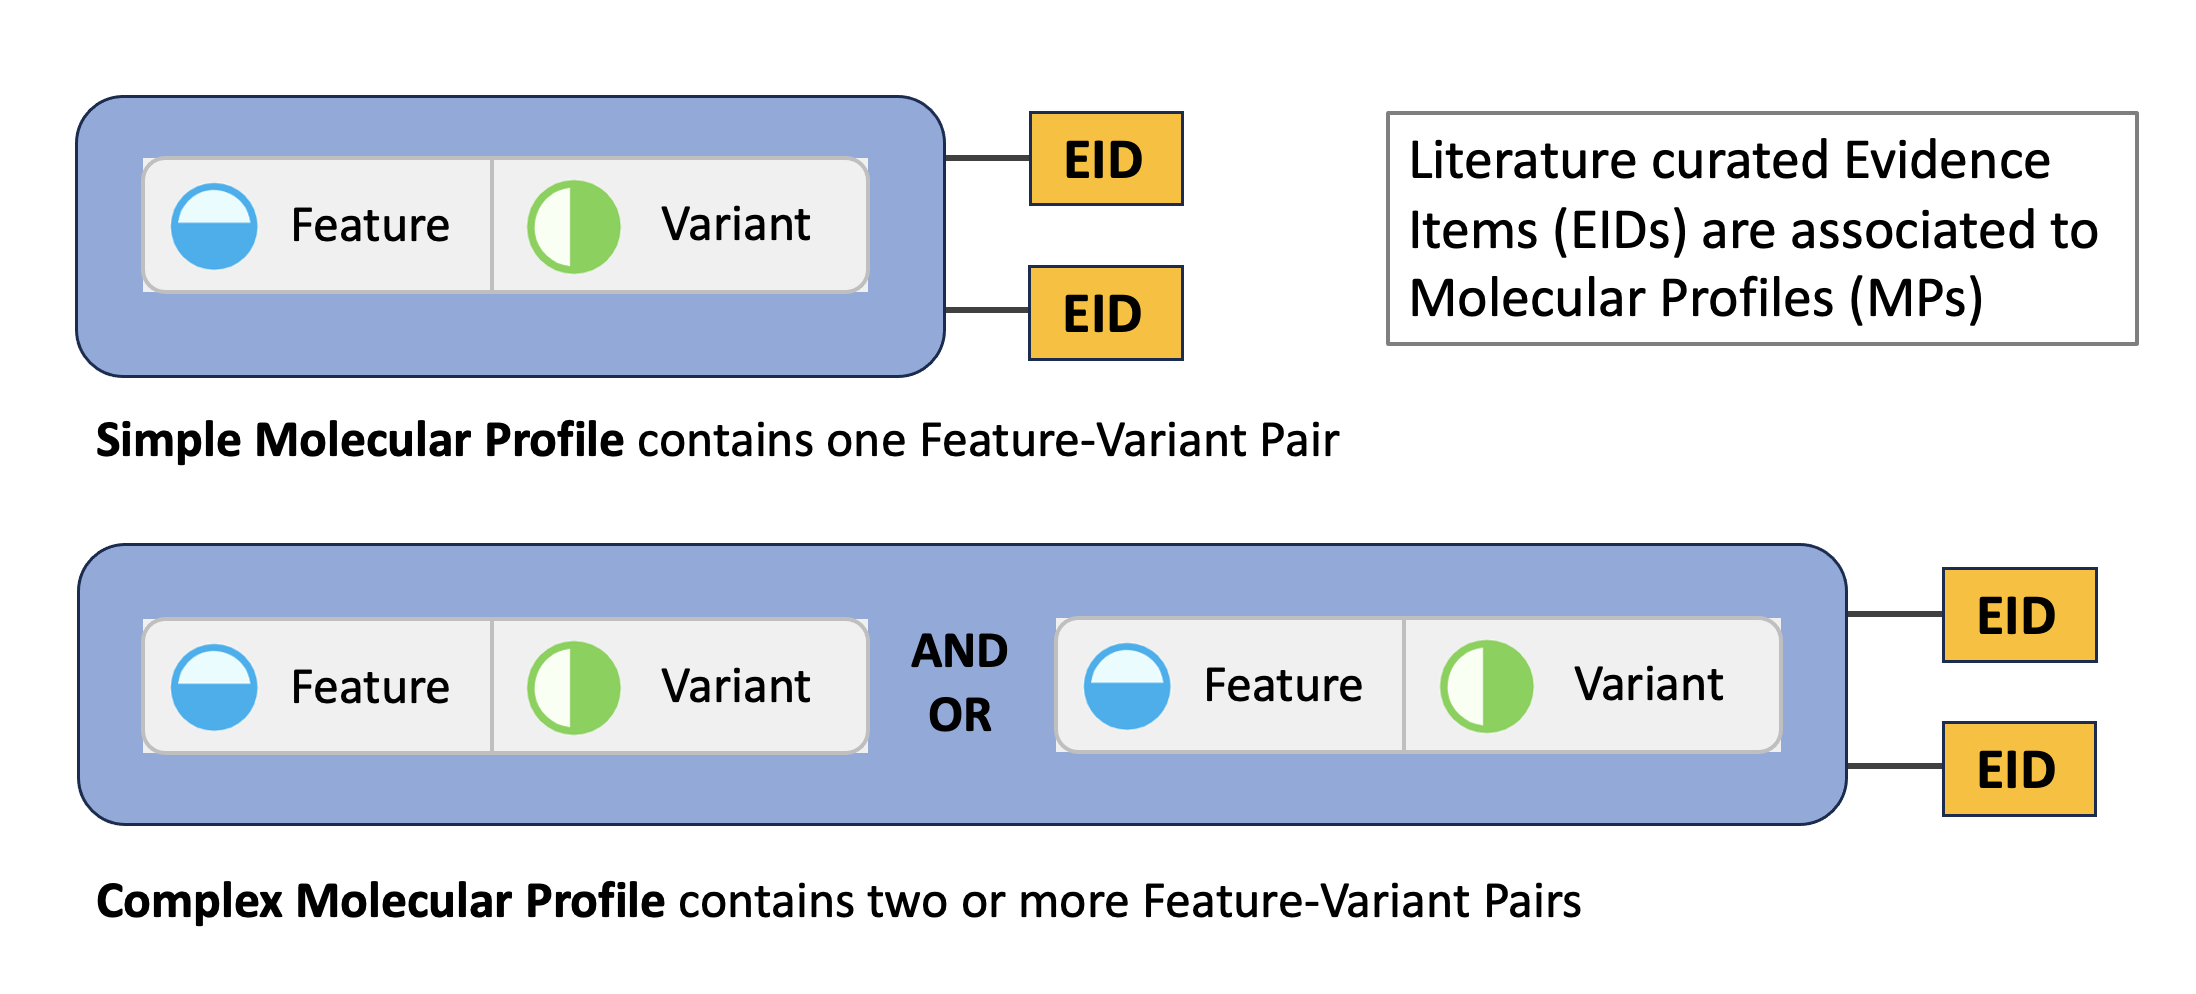 Feature Variant
EID
EID
Literature curated Evidence
Items (EIDs) are associated to
Molecular Profiles (MPs)
Simple Molecular Profile contains one Feature-Variant Pair
Feature Variant
AND
OR
Feature Variant
EID
EID
Complex Molecular Profile contains two or more Feature-Variant Pairs